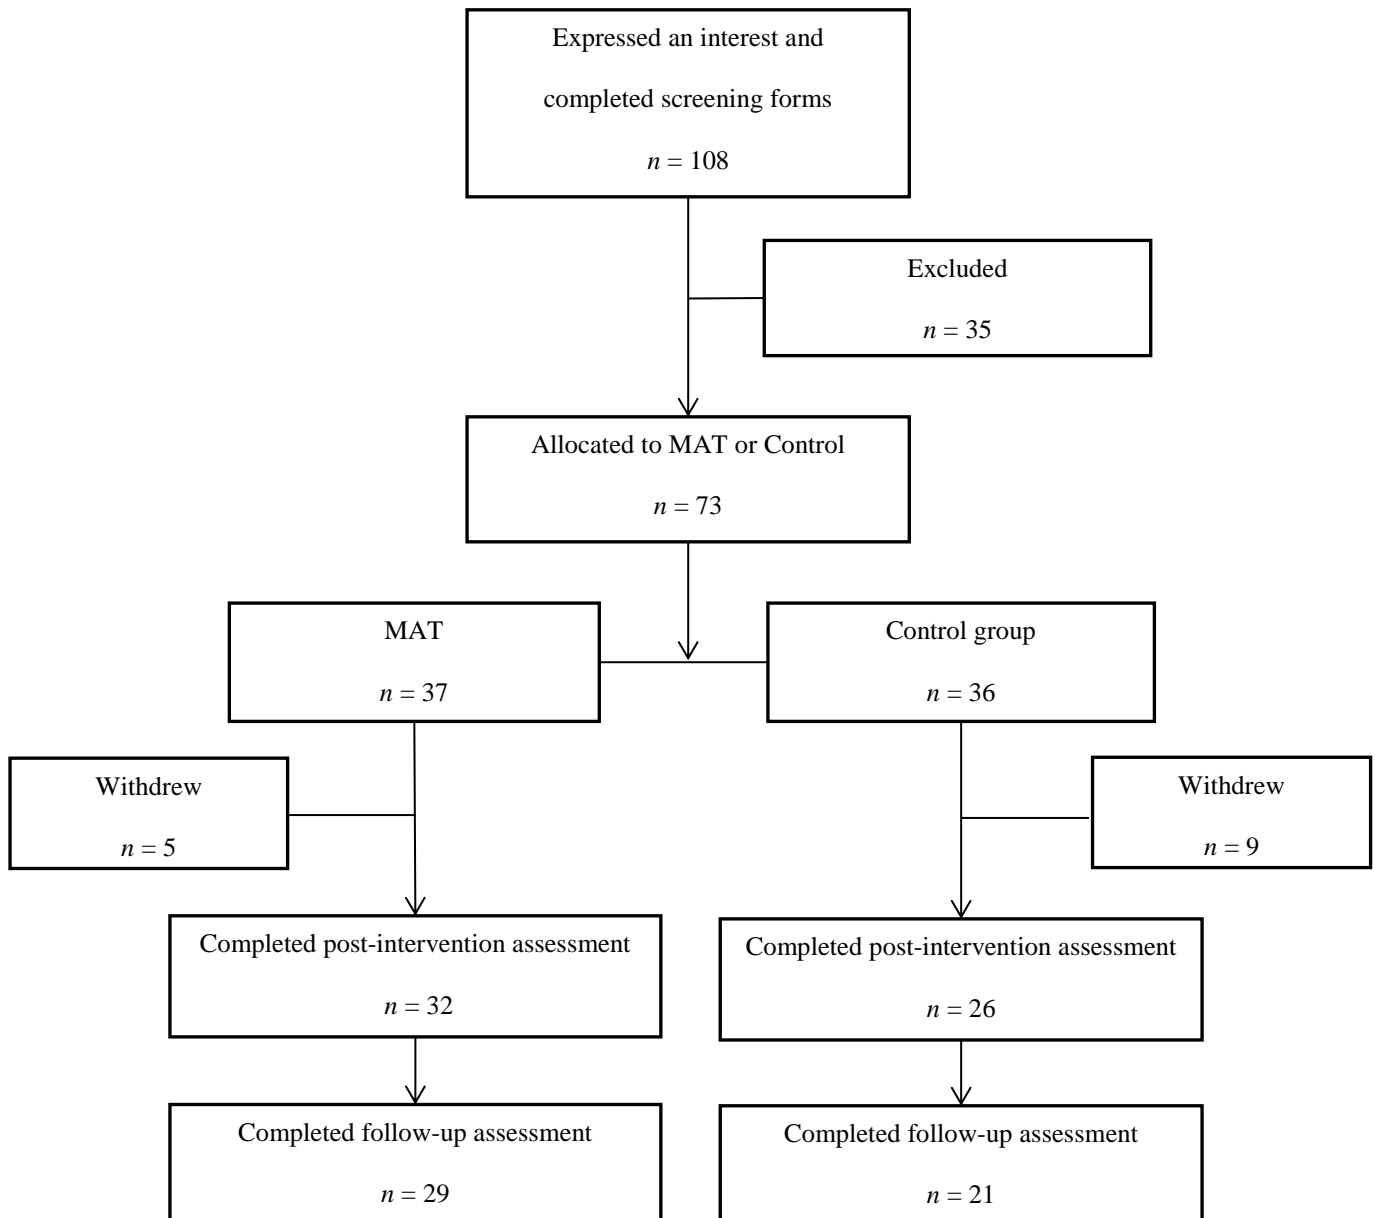 Expressed an interest and
completed screening forms
n = 108
Excluded
n = 35
Allocated to MAT or Control
n = 73
MAT
n = 37
Control group
n = 36
Withdrew
n = 5
Withdrew
n = 9
Completed post-intervention assessment
n = 32
Completed post-intervention assessment
n = 26
Completed follow-up assessment
n = 29
Completed follow-up assessment
n = 21